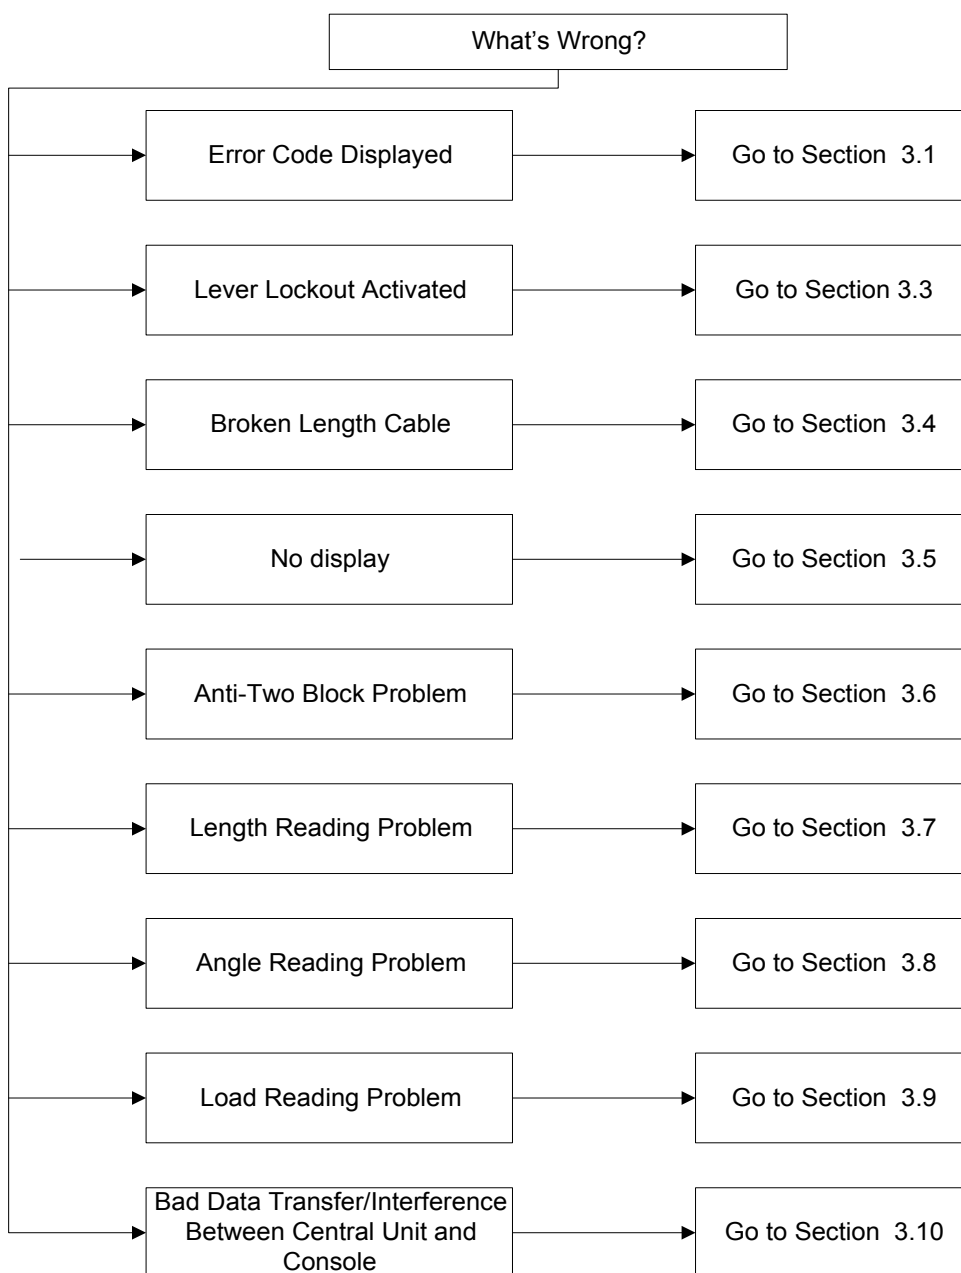 What's Wrong?
Error Code Displayed
Go to Section 3.1
Lever Lockout Activated
Go to Section 3.3
Broken Length Cable
Go to Section 3.4
No display
Go to Section 3.5
Anti-Two Block Problem
Go to Section 3.6
Length Reading Problem
Go to Section 3.7
Angle Reading Problem
Go to Section 3.8
Load Reading Problem
Go to Section 3.9
Bad Data Transfer/Interference
Between Central Unit and
Console
Go to Section 3.10